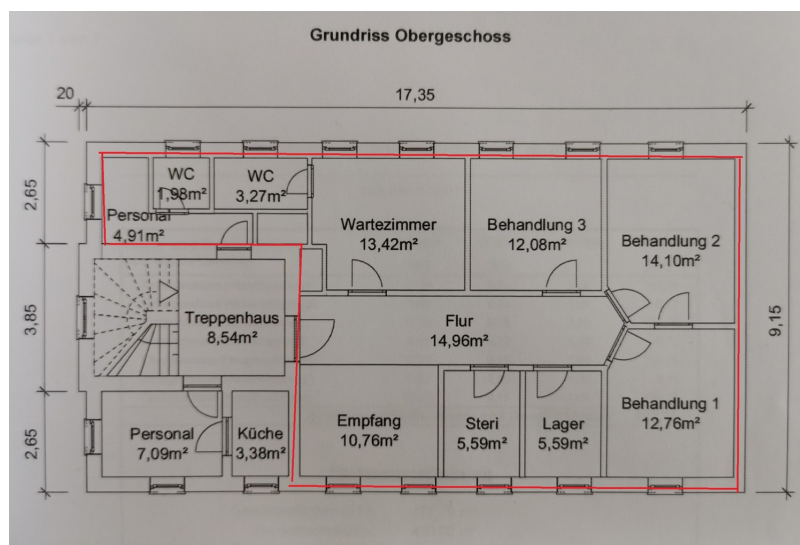 Grundriss Obergeschoss
20
17,35
WC
1,98m²
WC
3,27m²
Personal
4,91m²
Wartezimmer
13,42m²
Behandlung 3
12,08m²
Behandlung 2
14,10m²
2,65
3,85
2,65
9,15
Treppenhaus
8,54m²
Flur
14,96m²
Personal
7,09m²
Küche
3,38m²
Empfang
10,76m²
Steri
5,59m²
Lager
5,59m²
Behandlung 1
12,76m²